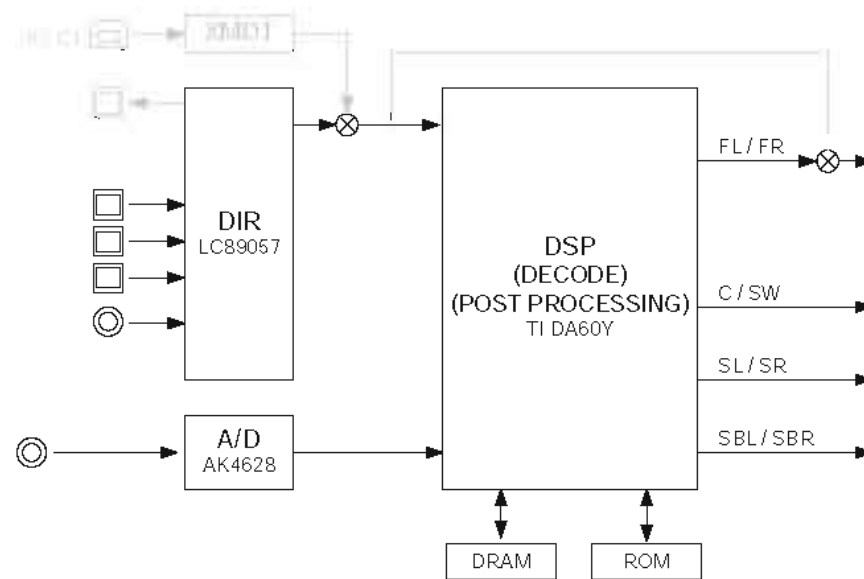 DIR
LC89057
A/D
AK4628
DSP
(DECODE)
(POST PROCESSING)
TI DA60Y
FL / FR
C / SW
SL / SR
SBL / SBR
DRAM
ROM